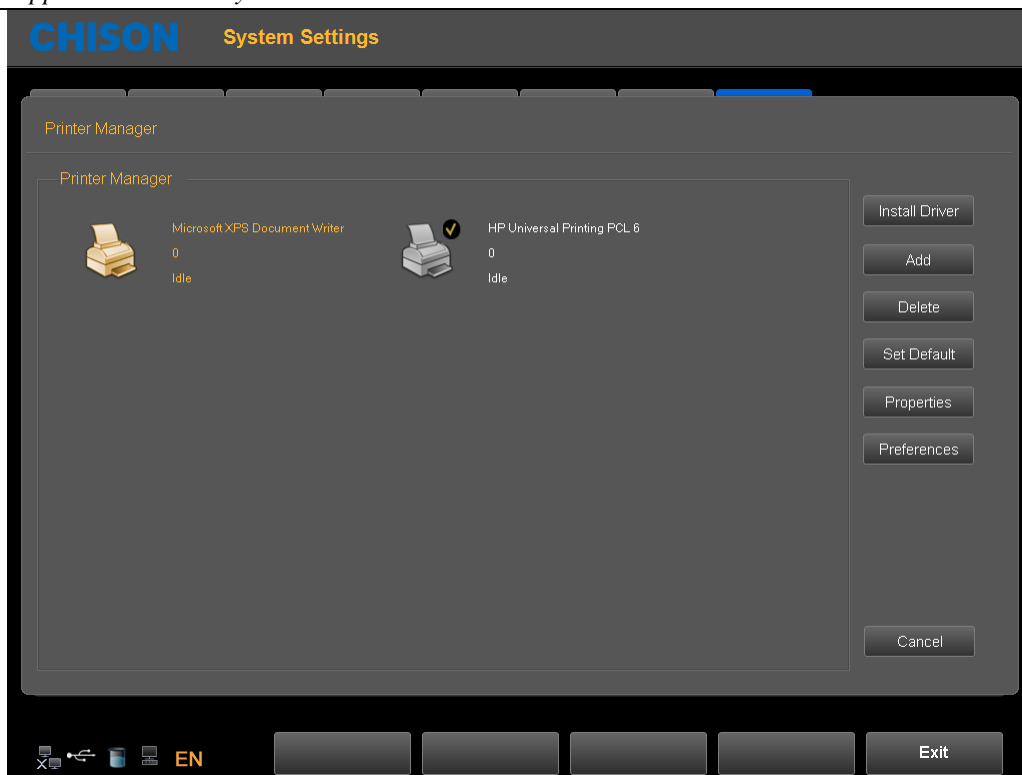 CHISON
System Settings
Printer Manager
Printer Manager
Microsoft XPS Document Writer
0
Idle
HP Universal Printing PCL 6
0
Idle
Install Driver
Add
Delete
Set Default
Properties
Preferences
Cancel
EN
Exit